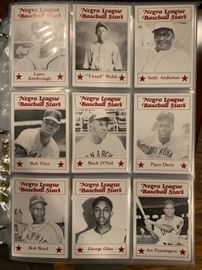 Negro League
Baseball Stars
Larry
Kimbrough
Negro League
Baseball Stars
"Tweed" Webb
Negro League
Baseball Stars
Andy Anderson
Negro League
Baseball Stars
Bob Trice
Negro League
Baseball Stars
Buck O'Neil
Negro League
Baseball Stars
Piper Davis
Negro League
Baseball Stars
Bob Boyd
Negro League
Baseball Stars
George Giles
Negro League
Baseball Stars
Art Pennington